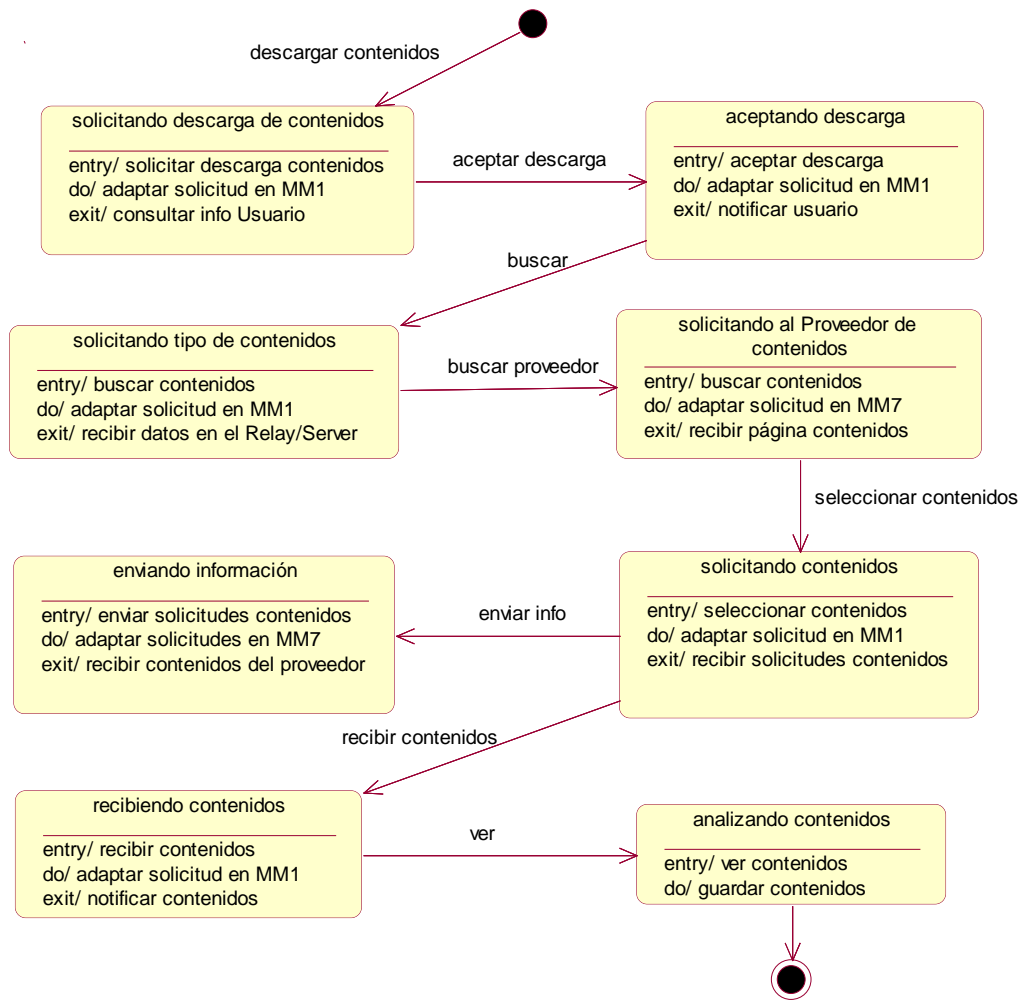 descargar contenidos
solicitando descarga de contenidos
entry/ solicitar descarga contenidos
do/ adaptar solicitud en MM1
exit/ consultar info Usuario
aceptar descarga
aceptando descarga
entry/ aceptar descarga
do/ adaptar solicitud en MM1
exit/ notificar usuario
buscar
solicitando tipo de contenidos
entry/ buscar contenidos
do/ adaptar solicitud en MM1
exit/ recibir datos en el Relay/Server
buscar proveedor
solicitando al Proveedor de
contenidos
entry/ buscar contenidos
do/ adaptar solicitud en MM7
exit/ recibir página contenidos
seleccionar contenidos
solicitando contenidos
entry/ seleccionar contenidos
do/ adaptar solicitud en MM1
exit/ recibir solicitudes contenidos
enviar info
enviando información
entry/ enviar solicitudes contenidos
do/ adaptar solicitudes en MM7
exit/ recibir contenidos del proveedor
recibir contenidos
recibiendo contenidos
entry/ recibir contenidos
do/ adaptar solicitud en MM1
exit/ notificar contenidos
ver
analizando contenidos
entry/ ver contenidos
do/ guardar contenidos